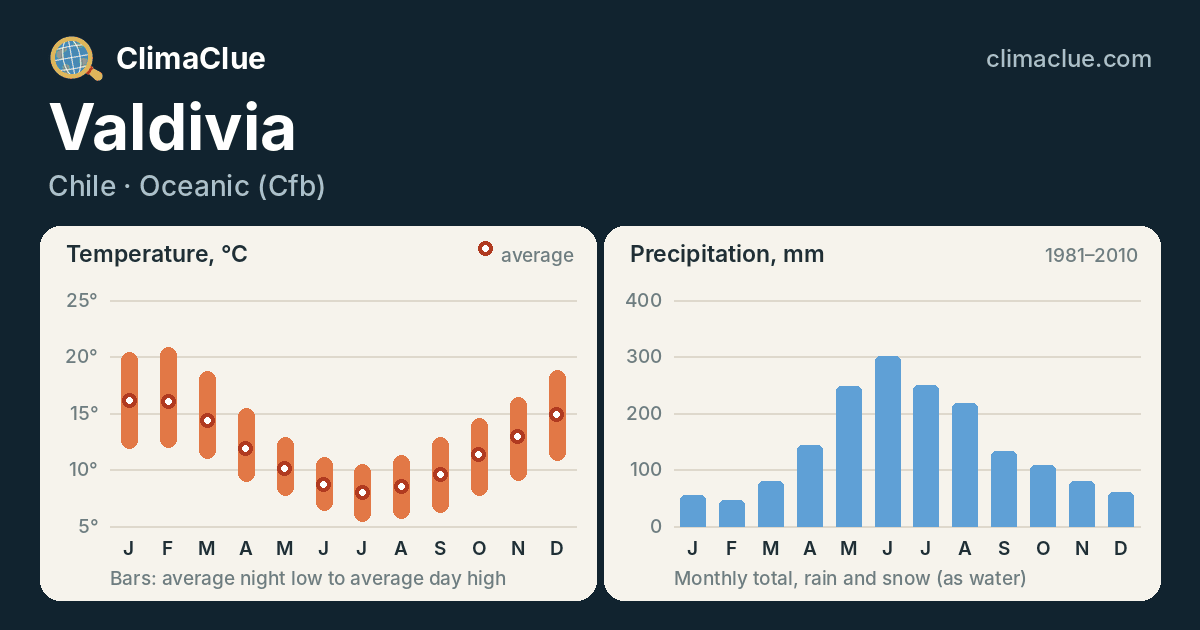 ClimaClue
climaclue.com
Valdivia
Chile · Oceanic (Cfb)
Temperature, °C
average
25°
20°
15°
10°
5°
J F M A M J J A S O N D
Bars: average night low to average day high
Precipitation, mm
1981–2010
400
300
200
100
0
J F M A M J J A S O N D
Monthly total, rain and snow (as water)